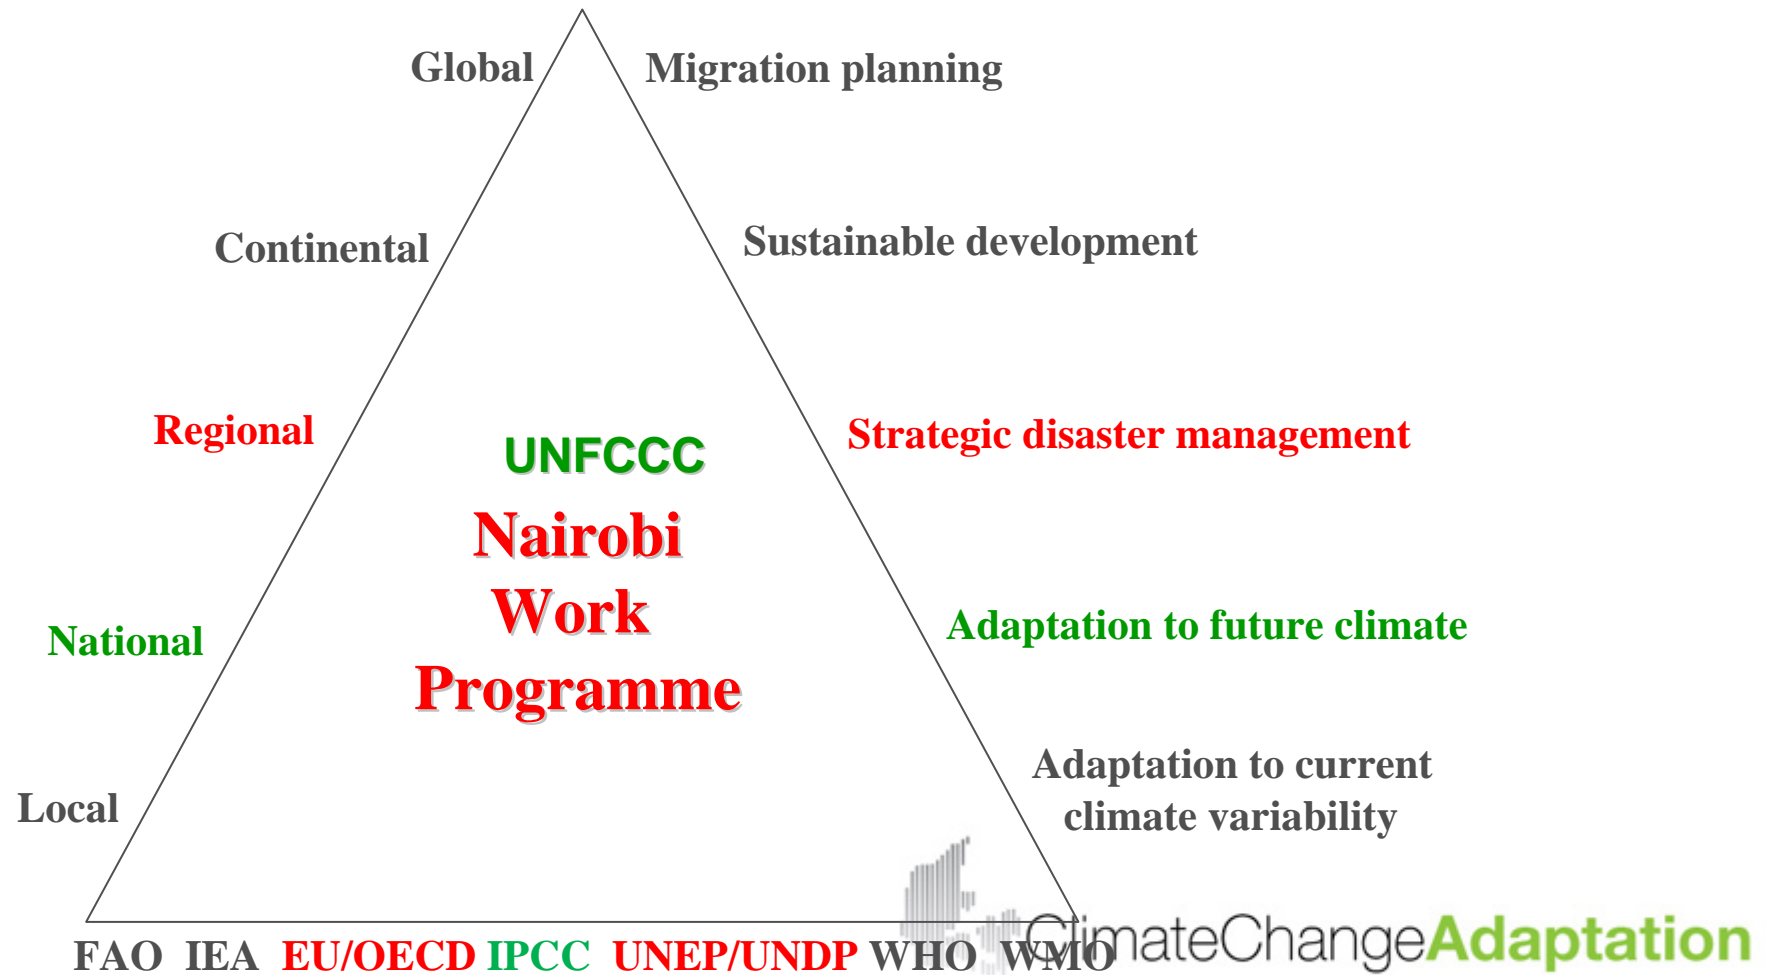 Global
Migration planning
Continental
Sustainable development
Regional
Strategic disaster management
UNFCCC
Nairobi
Work
Programme
National
Adaptation to future climate
Local
Adaptation to current
climate variability
FAO IEA EU/OECD IPCC UNEP/UNDP WHO WMO
ClimateChangeAdaptation